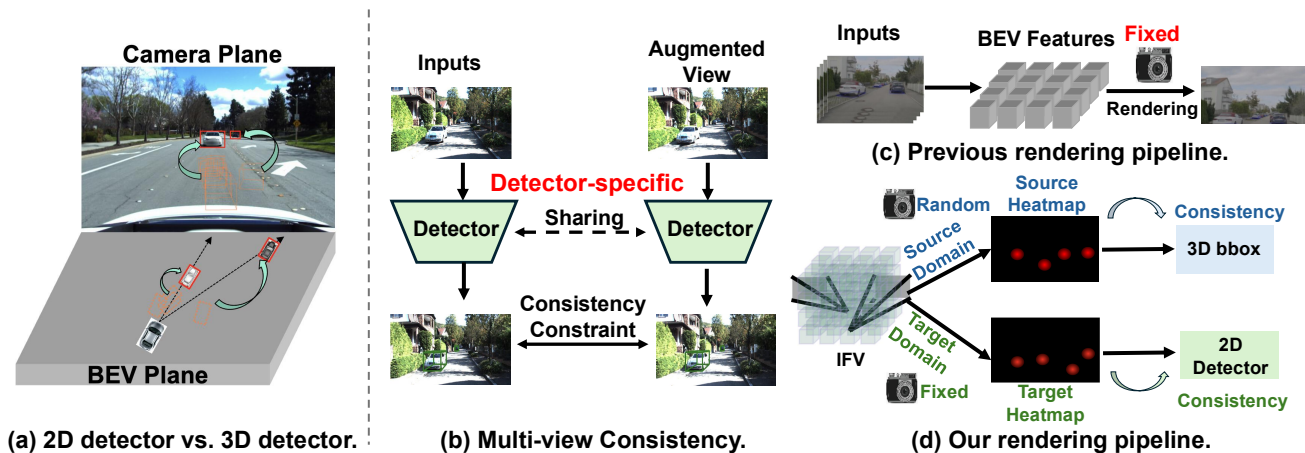 Camera Plane
BEV Plane
(a) 2D detector vs. 3D detector.
Inputs
Augmented
View
Detector-specific
Detector
Sharing
Detector
Consistency
Constraint
(b) Multi-view Consistency.
Inputs
BEV Features
Fixed
Rendering
(c) Previous rendering pipeline.
Random
Source
Domain
Source
Heatmap
Consistency
3D bbox
IFV
Target
Domain
Fixed
Target
Heatmap
2D
Detector
Consistency
(d) Our rendering pipeline.